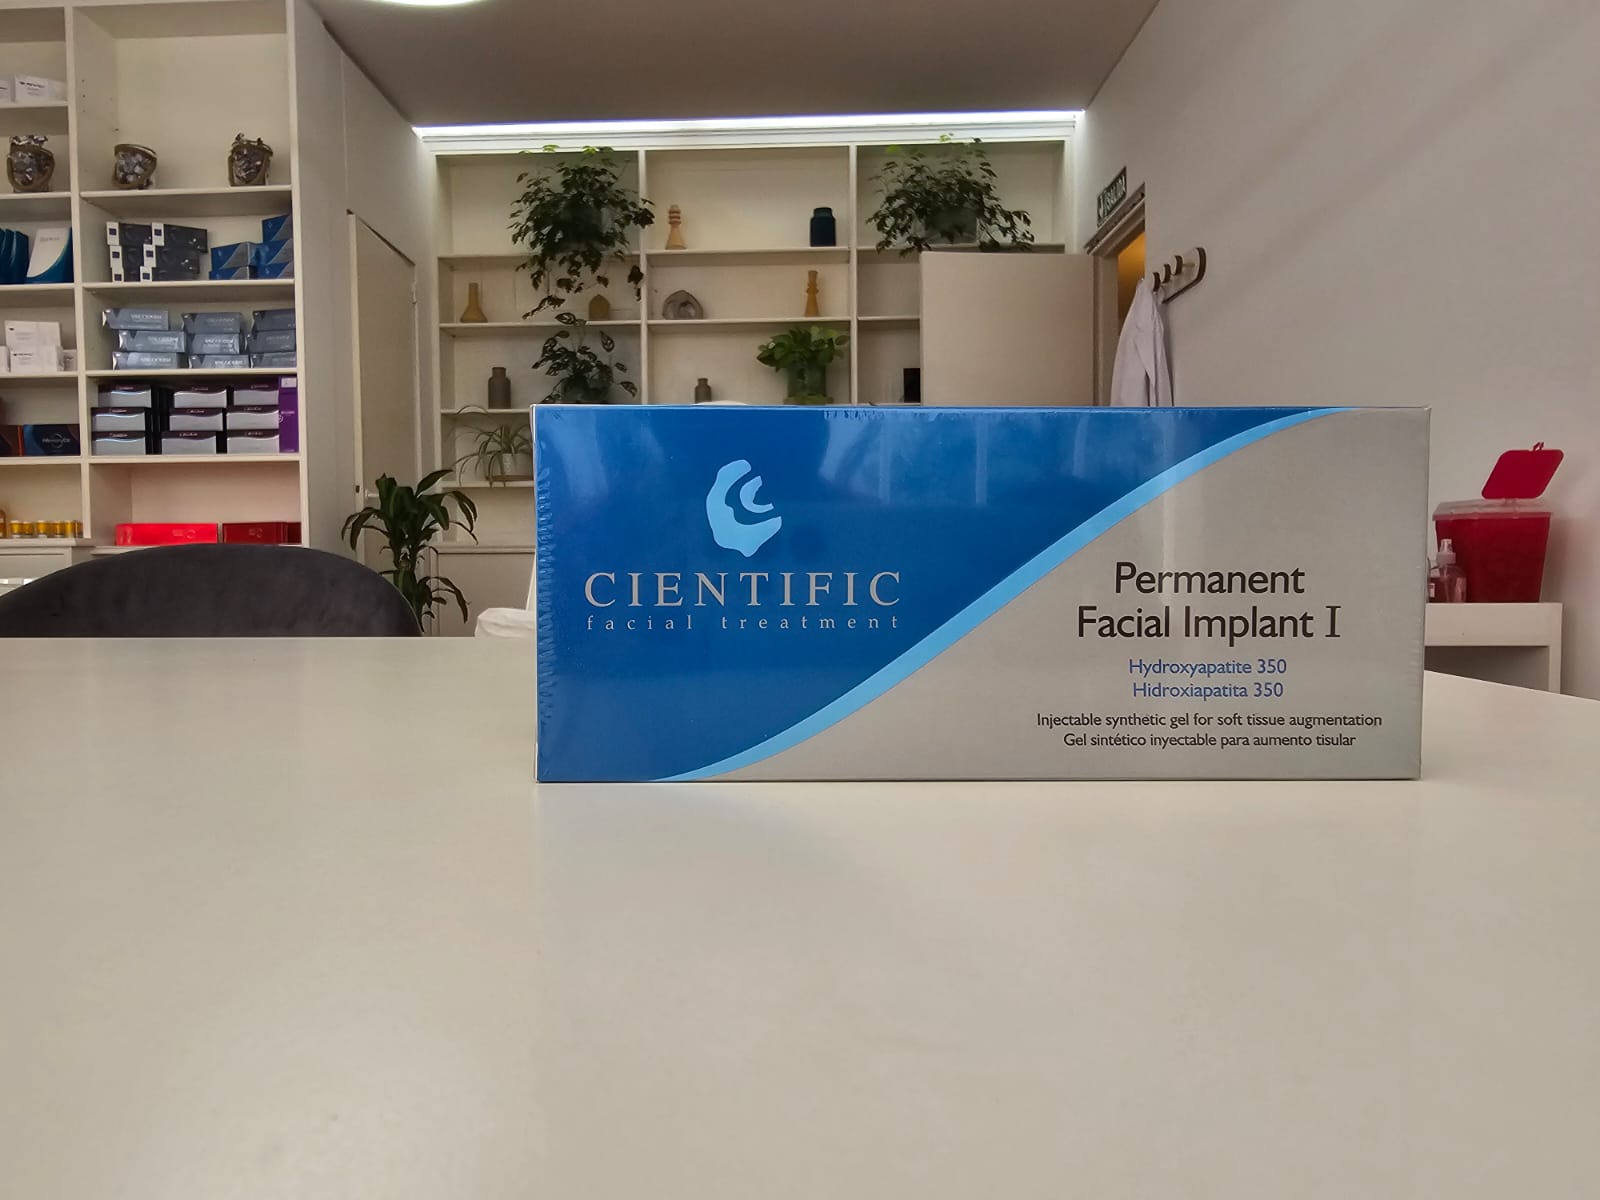 SALIDA
CIENTIFIC
facial treatment
Permanent
Facial Implant I
Hydroxyapatite 350
Hidroxiapatita 350
Injectable synthetic gel for soft tissue augmentation
Gel sintético inyectable para aumento tisular